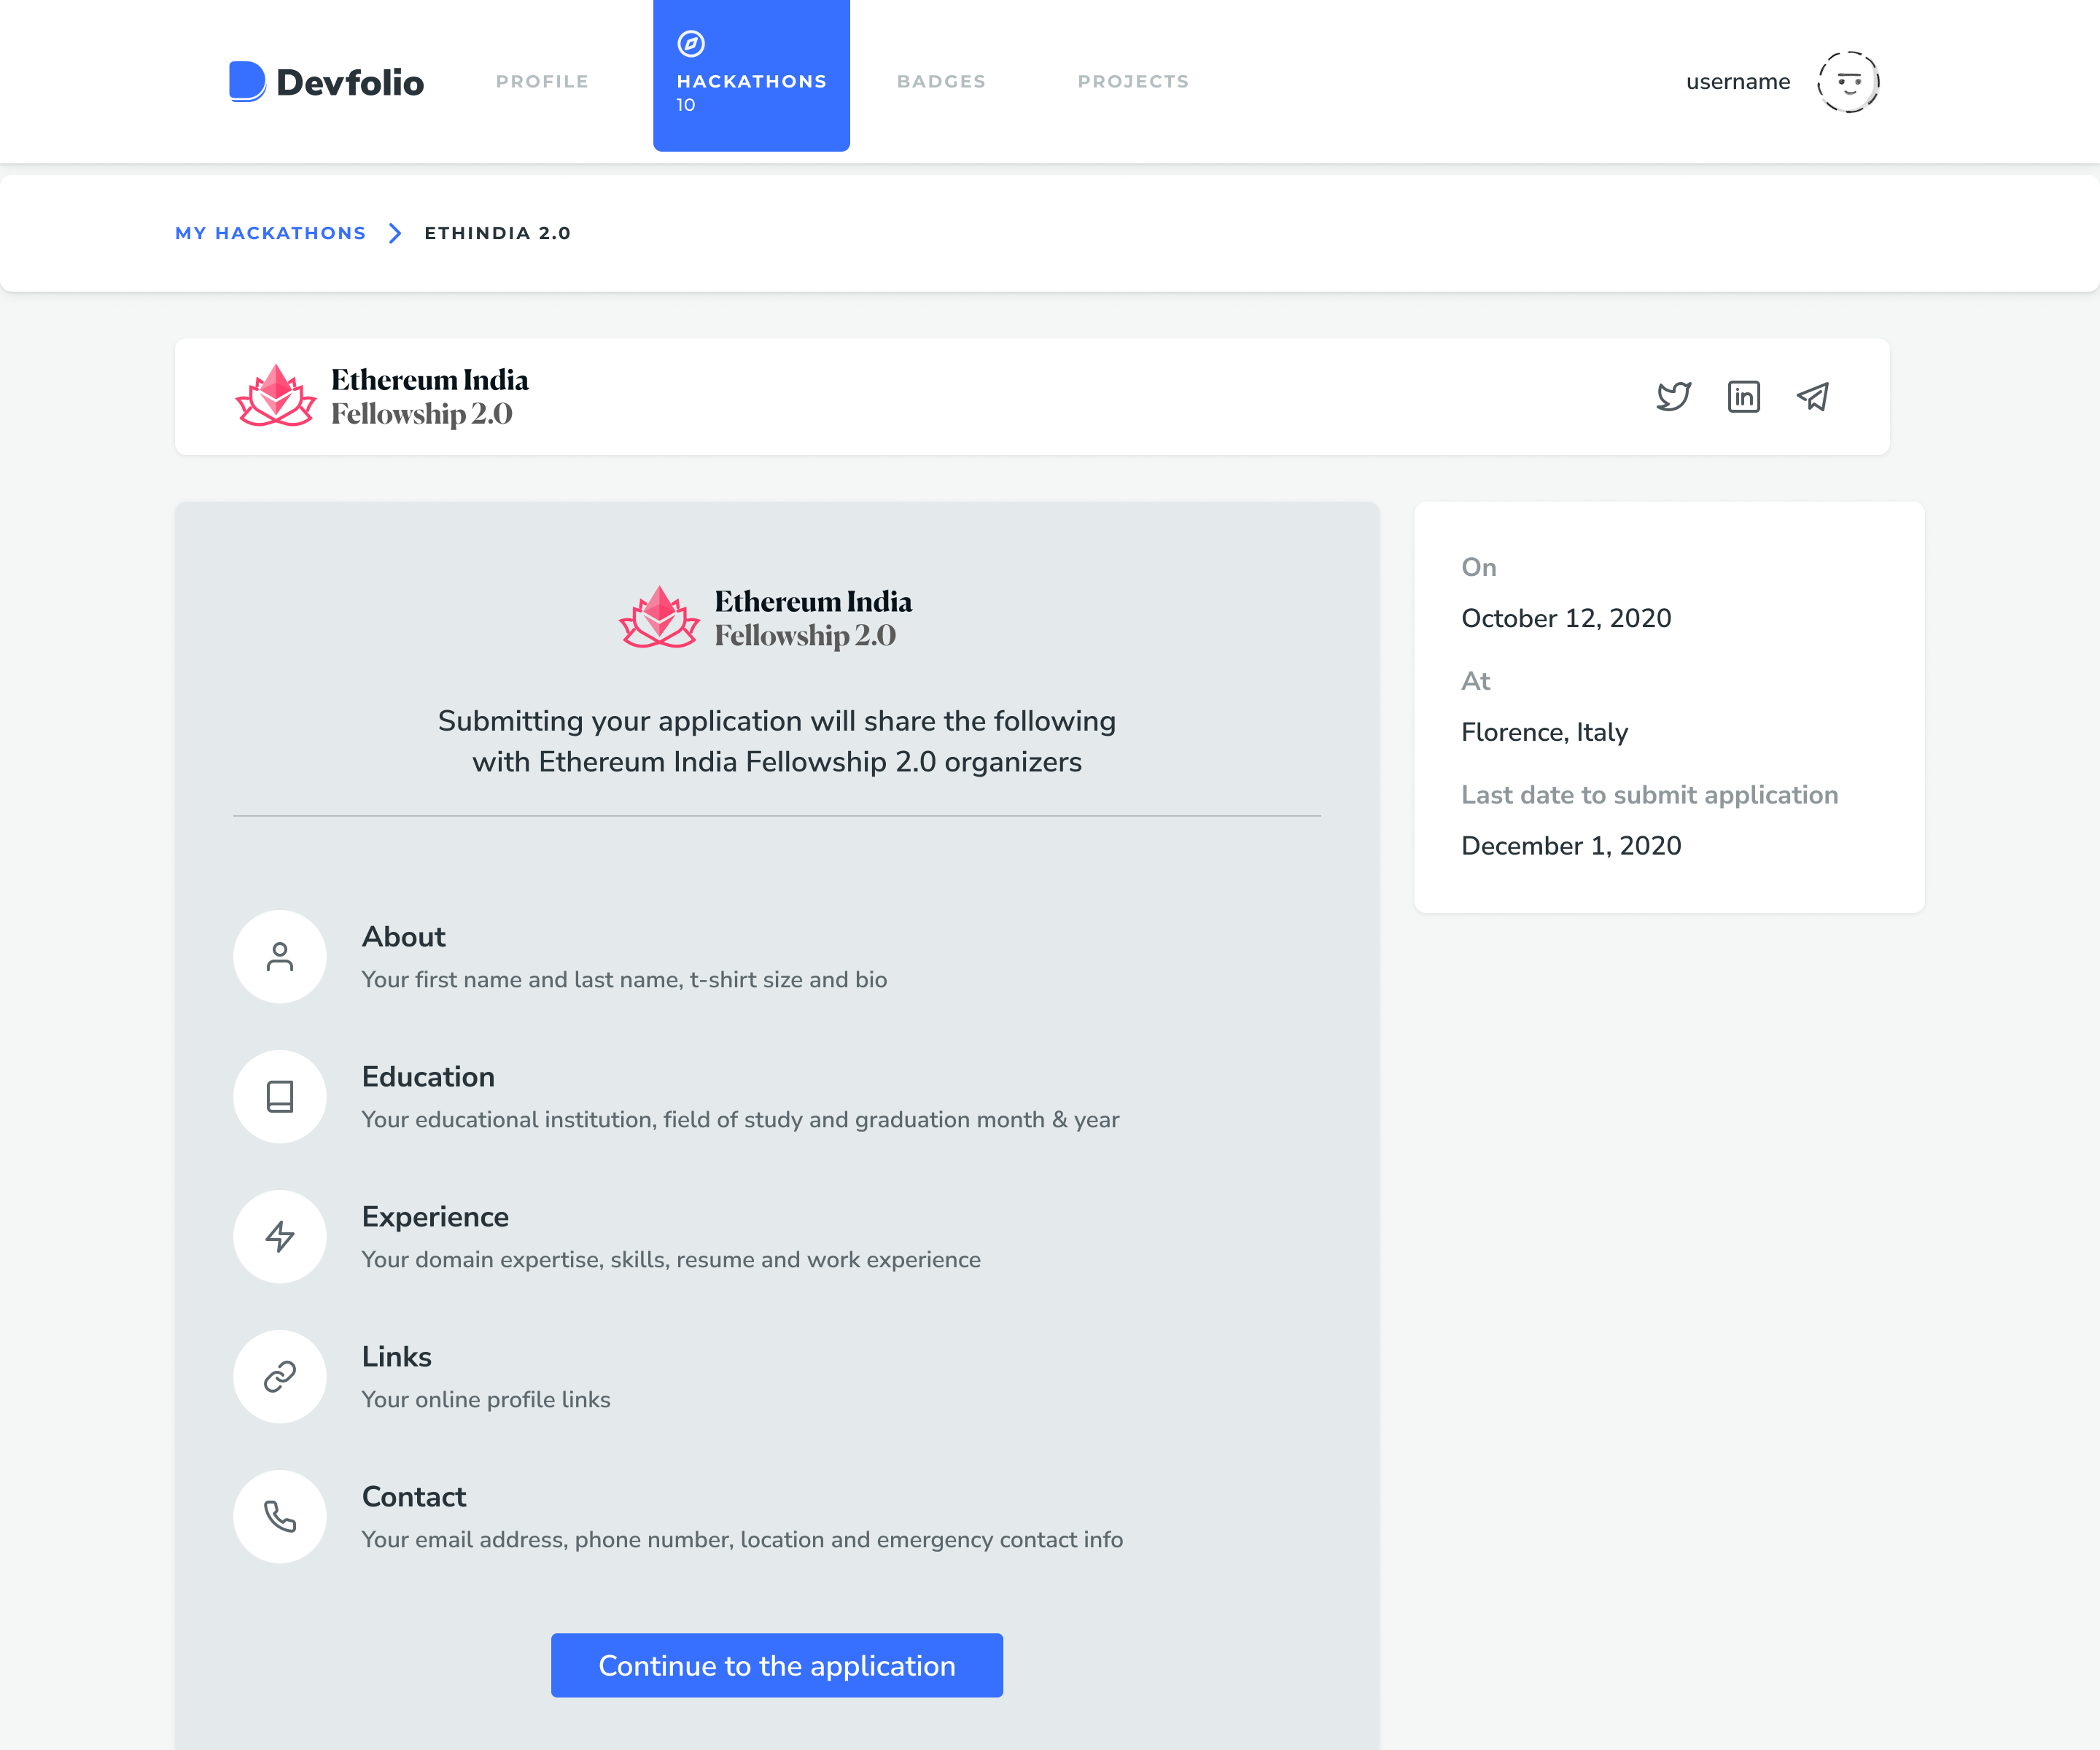 Devfolio
PROFILE
HACKATHONS
10
BADGES
PROJECTS
username
MY HACKATHONS
ETHINDIA 2.0
Ethereum India
Fellowship 2.0
in
Ethereum India
Fellowship 2.0
Submitting your application will share the following
with Ethereum India Fellowship 2.0 organizers
About
Your first name and last name, t-shirt size and bio
Education
Your educational institution, field of study and graduation month & year
Experience
Your domain expertise, skills, resume and work experience
Links
Your online profile links
Contact
Your email address, phone number, location and emergency contact info
Continue to the application
On
October 12, 2020
At
Florence, Italy
Last date to submit application
December 1, 2020